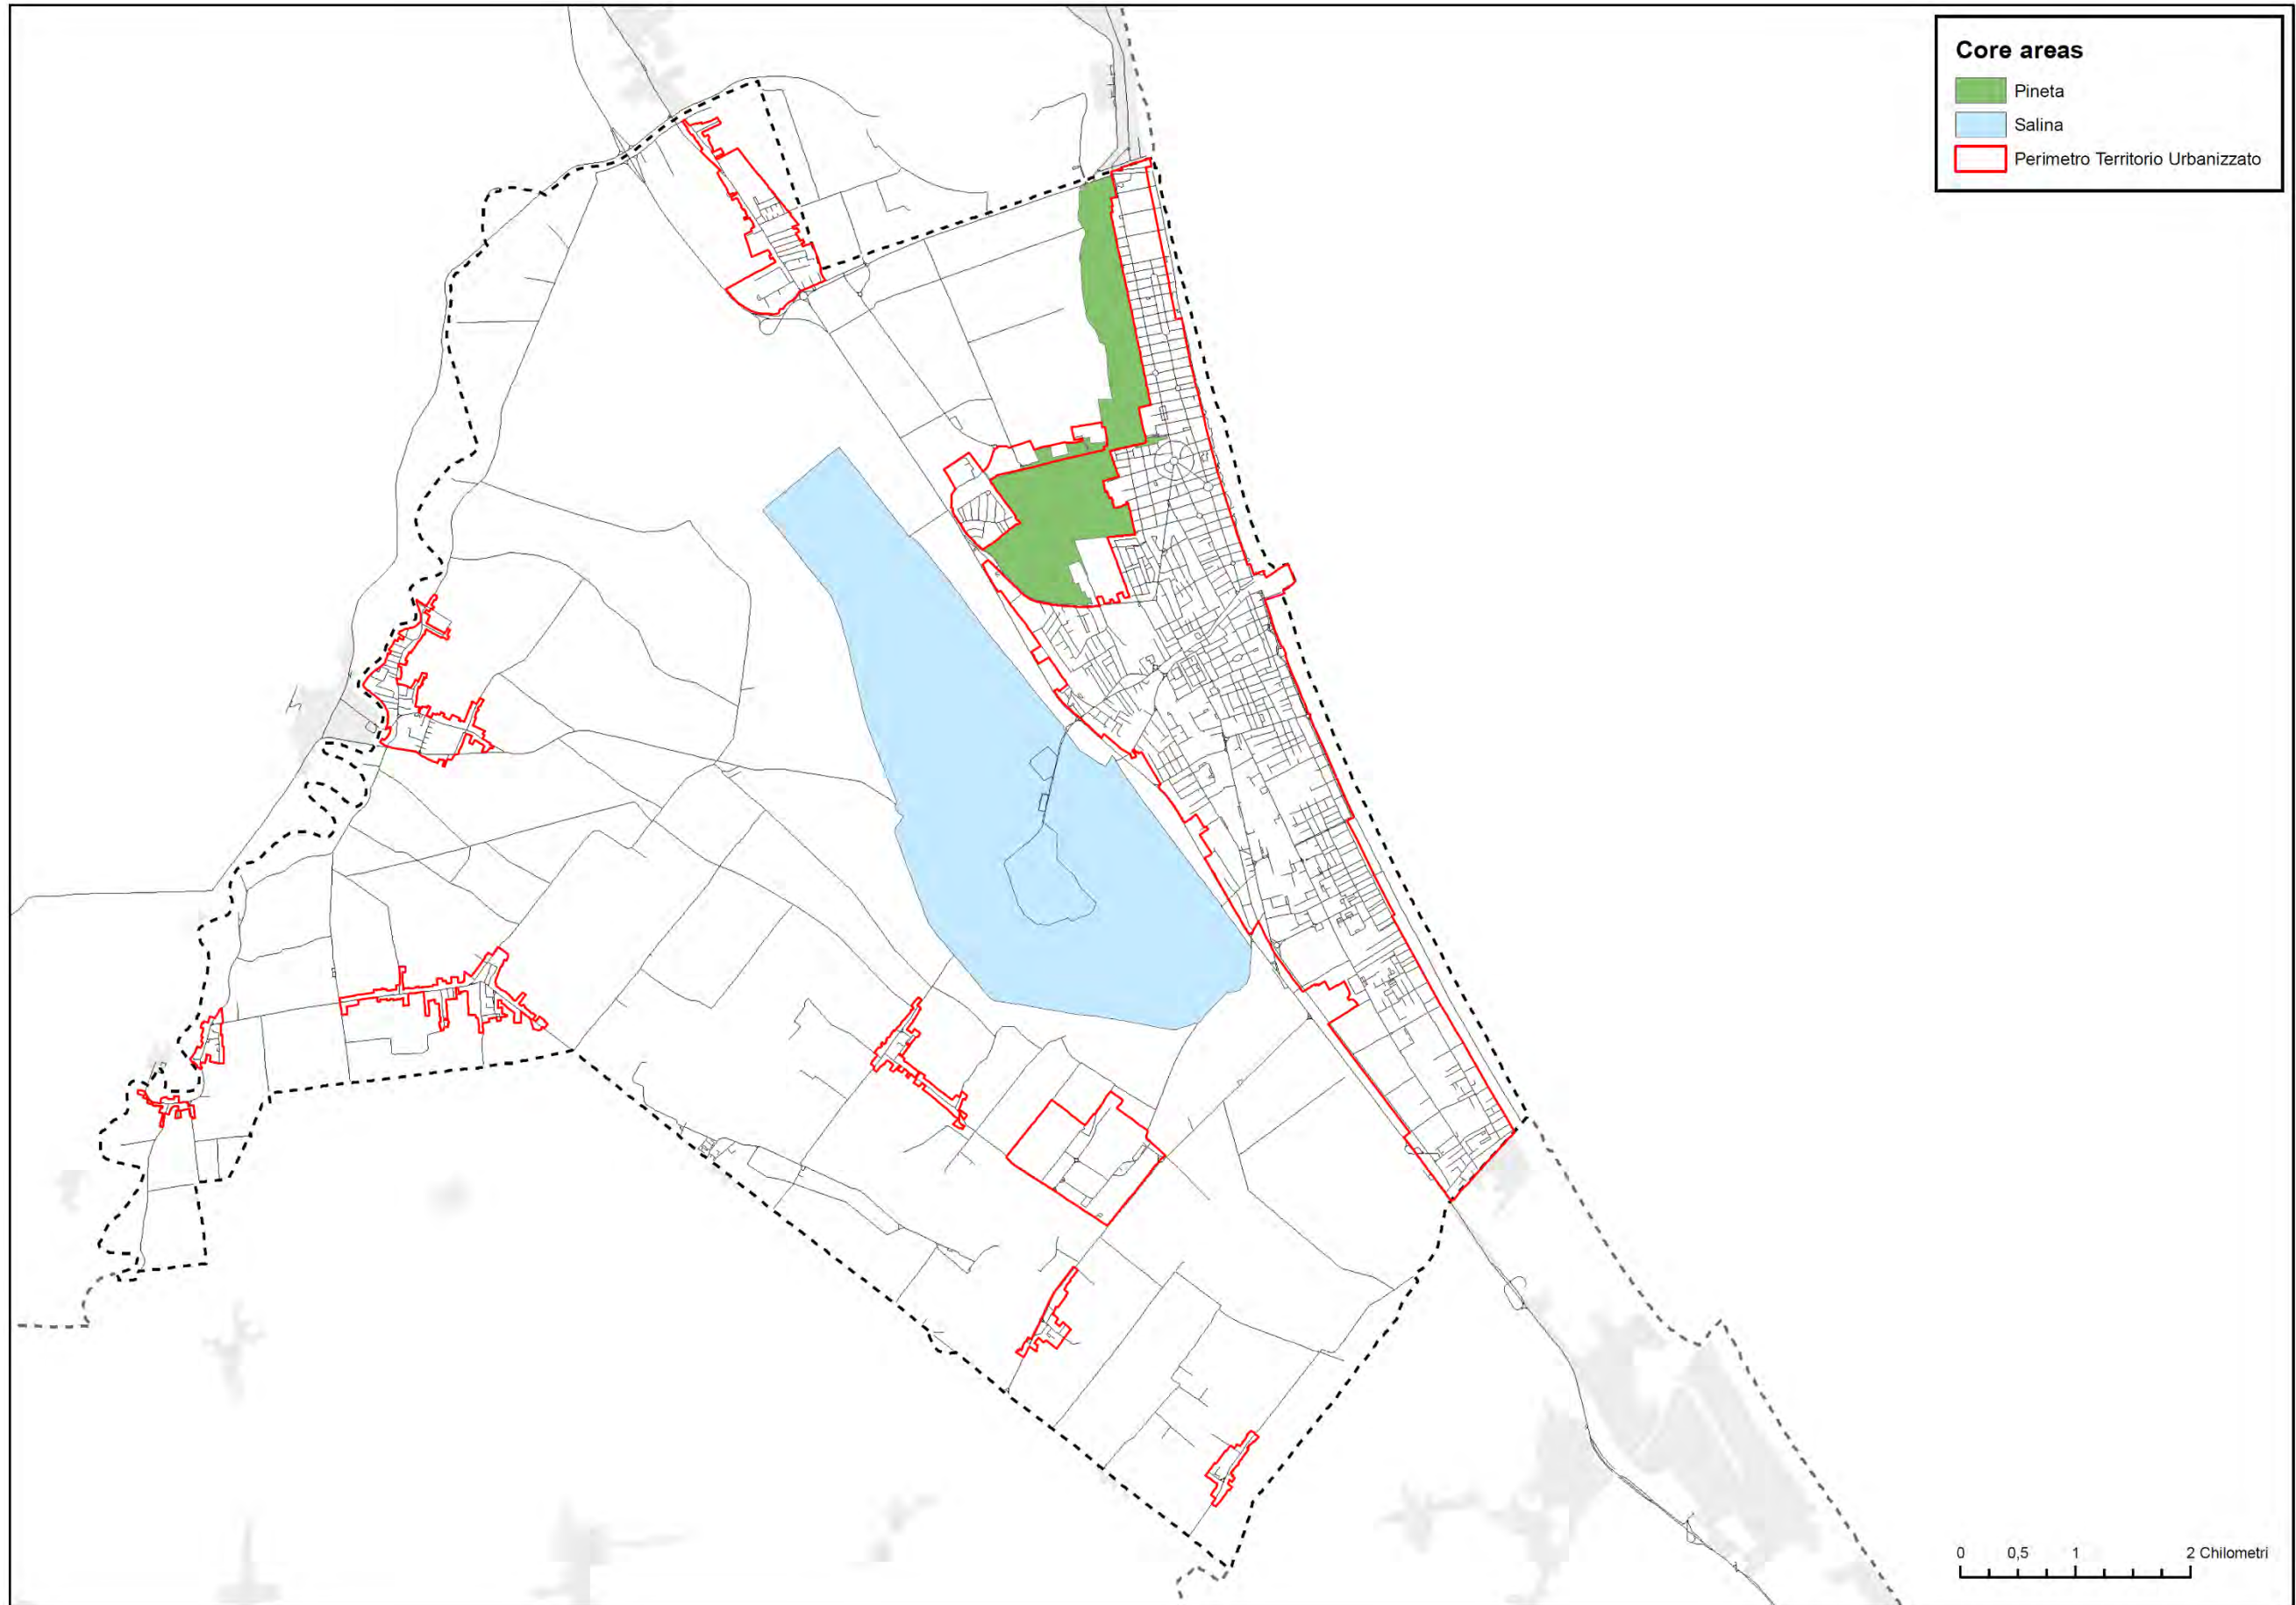 Core areas
Pineta
Salina
Perimetro Territorio Urbanizzato
0 0,5 1 2 Chilometri